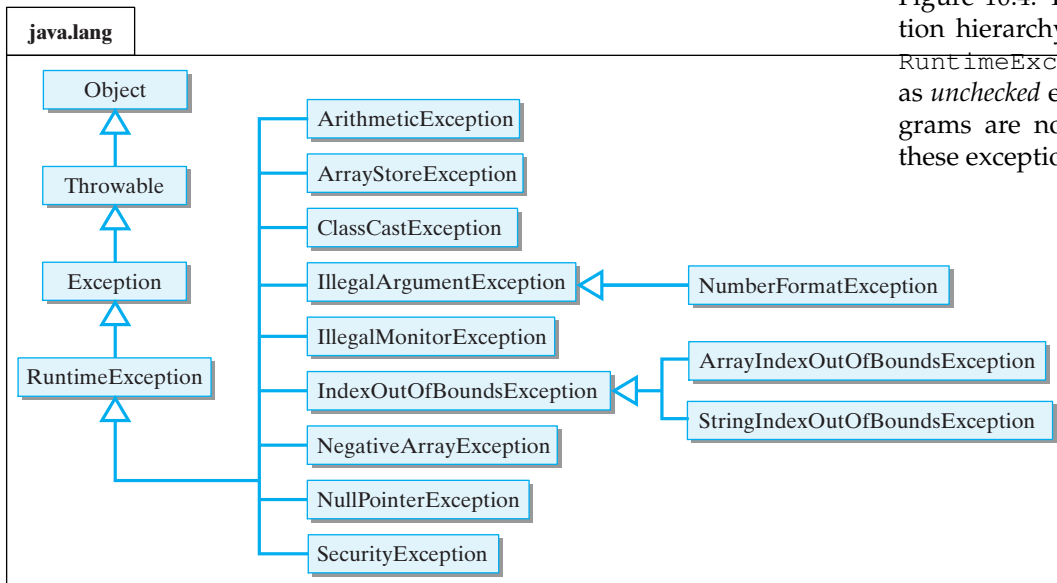 java.lang
tion hierarchy
RuntimeExc
as unchecked e
grams are no
these exceptio
Object
Throwable
Exception
RuntimeException
ArithmeticException
ArrayStoreException
ClassCastException
IllegalArgumentException
IllegalMonitorException
IndexOutOfBoundsException
NegativeArrayException
NullPointerException
SecurityException
NumberFormatException
ArrayIndexOutOfBoundsException
StringIndexOutOfBoundsException